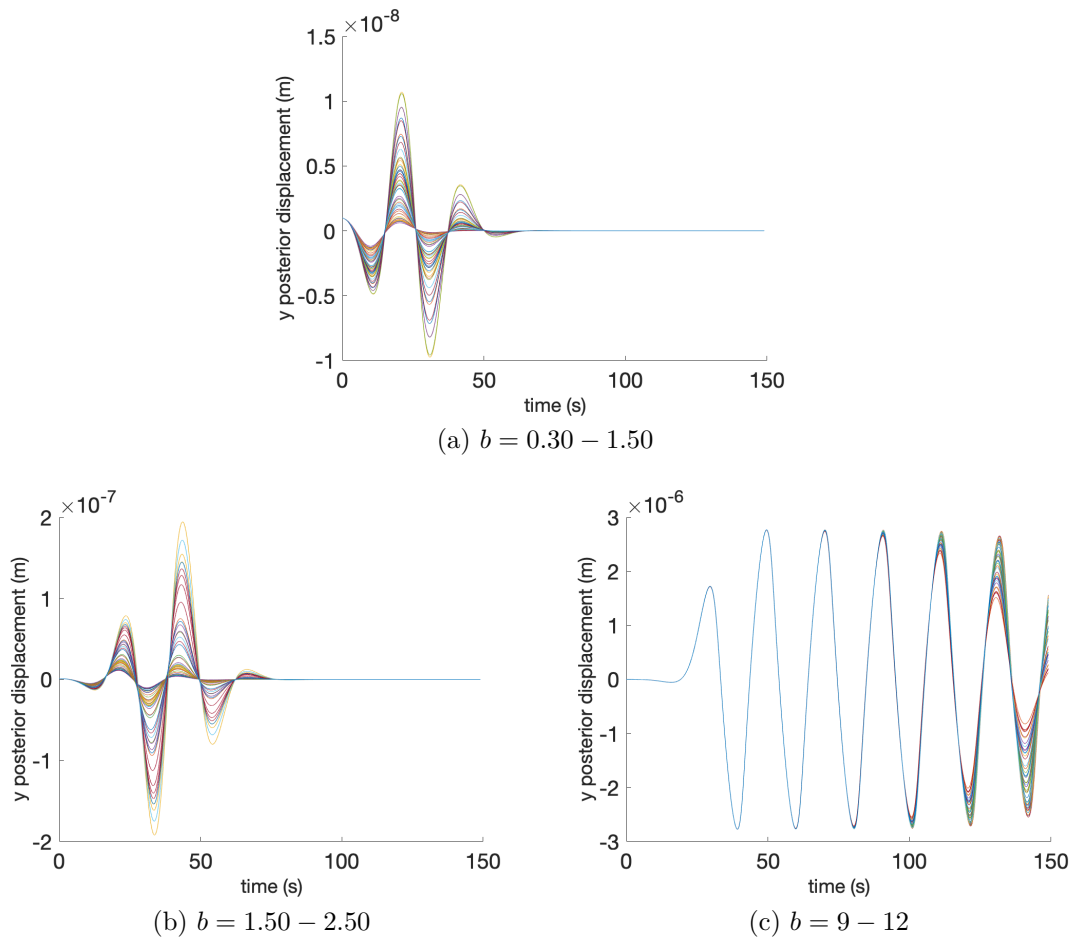 ×10⁻⁸
1.5
1
0.5
0
-0.5
-1
y posterior displacement (m)
0 50 100 150
time (s)
(a) b = 0.30 − 1.50
×10⁻⁷
2
1
0
-1
-2
y posterior displacement (m)
0 50 100 150
time (s)
(b) b = 1.50 − 2.50
×10⁻⁶
3
2
1
0
-1
-2
-3
y posterior displacement (m)
0 50 100 150
time (s)
(c) b = 9 − 12